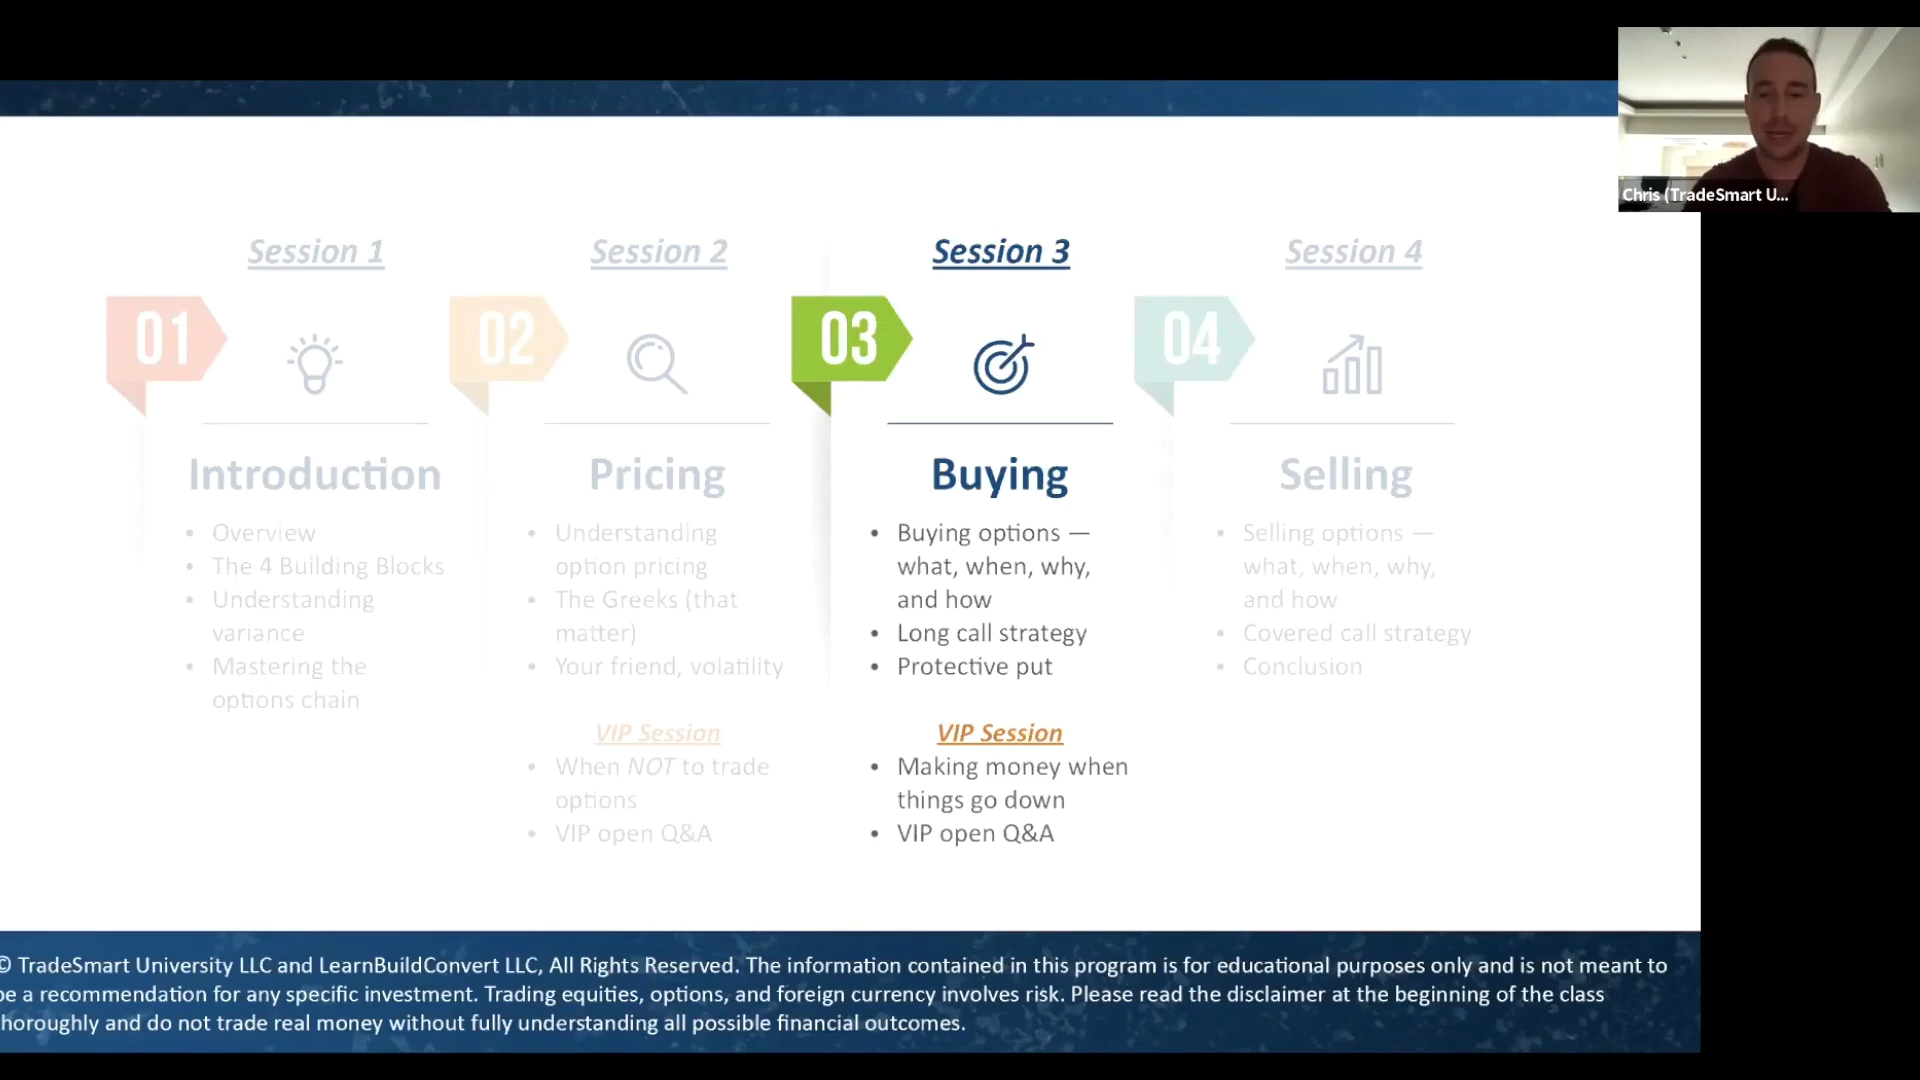 Chris (TradeSmart U...
Session 1
01
Introduction
• Overview
• The 4 Building Blocks
• Understanding
variance
• Mastering the
options chain
Session 2
02
Pricing
• Understanding
option pricing
• The Greeks (that
matter)
• Your friend, volatility
VIP Session
• When NOT to trade
options
• VIP open Q&A
Session 3
03
Buying
• Buying options —
what, when, why,
and how
• Long call strategy
• Protective put
VIP Session
• Making money when
things go down
• VIP open Q&A
Session 4
04
Selling
• Selling options —
what, when, why,
and how
• Covered call strategy
• Conclusion
© TradeSmart University LLC and LearnBuildConvert LLC, All Rights Reserved. The information contained in this program is for educational purposes only and is not meant to
be a recommendation for any specific investment. Trading equities, options, and foreign currency involves risk. Please read the disclaimer at the beginning of the class
horoughly and do not trade real money without fully understanding all possible financial outcomes.